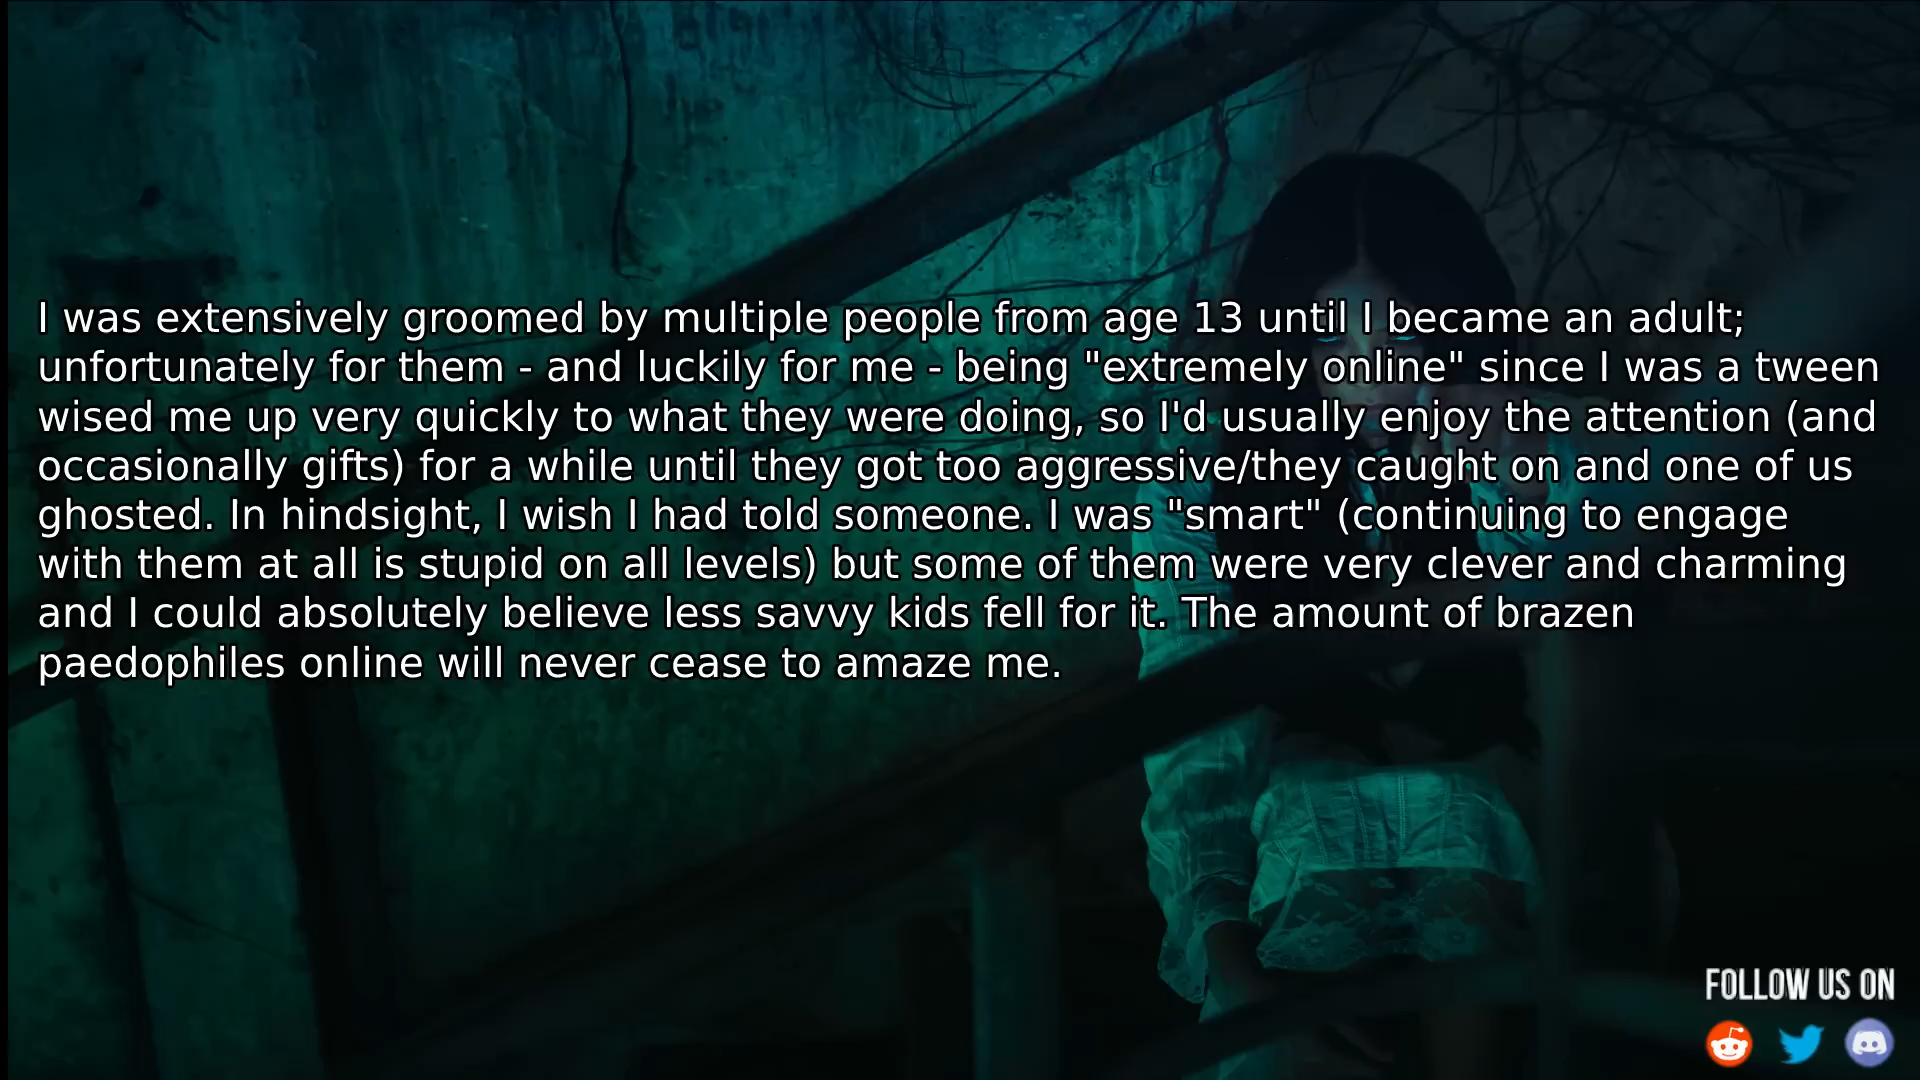 I was extensively groomed by multiple people from age 13 until I became an adult;
unfortunately for them - and luckily for me - being "extremely online" since I was a tween
wised me up very quickly to what they were doing, so I'd usually enjoy the attention (and
occasionally gifts) for a while until they got too aggressive/they caught on and one of us
ghosted. In hindsight, I wish I had told someone. I was "smart" (continuing to engage
with them at all is stupid on all levels) but some of them were very clever and charming
and I could absolutely believe less savvy kids fell for it. The amount of brazen
paedophiles online will never cease to amaze me.
FOLLOW US ON